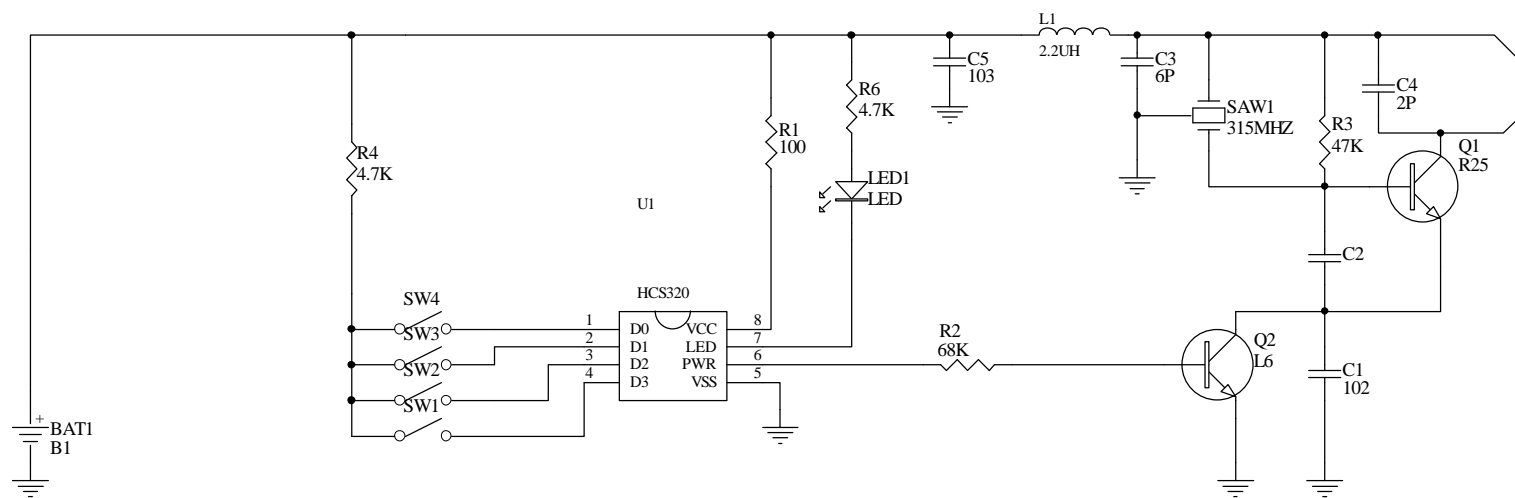 L1
2.2UH
C5
103
C3
6P
SAW1
315MHZ
R3
47K
C4
2P
Q1
R25
R6
4.7K
R1
100
R4
4.7K
LED1
LED
U1
HCS320
C2
SW4
SW3
SW2
SW1
1
2
3
4
D0
D1
D2
D3
VCC
LED
PWR
VSS
8
7
6
5
R2
68K
Q2
L6
C1
102
+
BAT1
B1